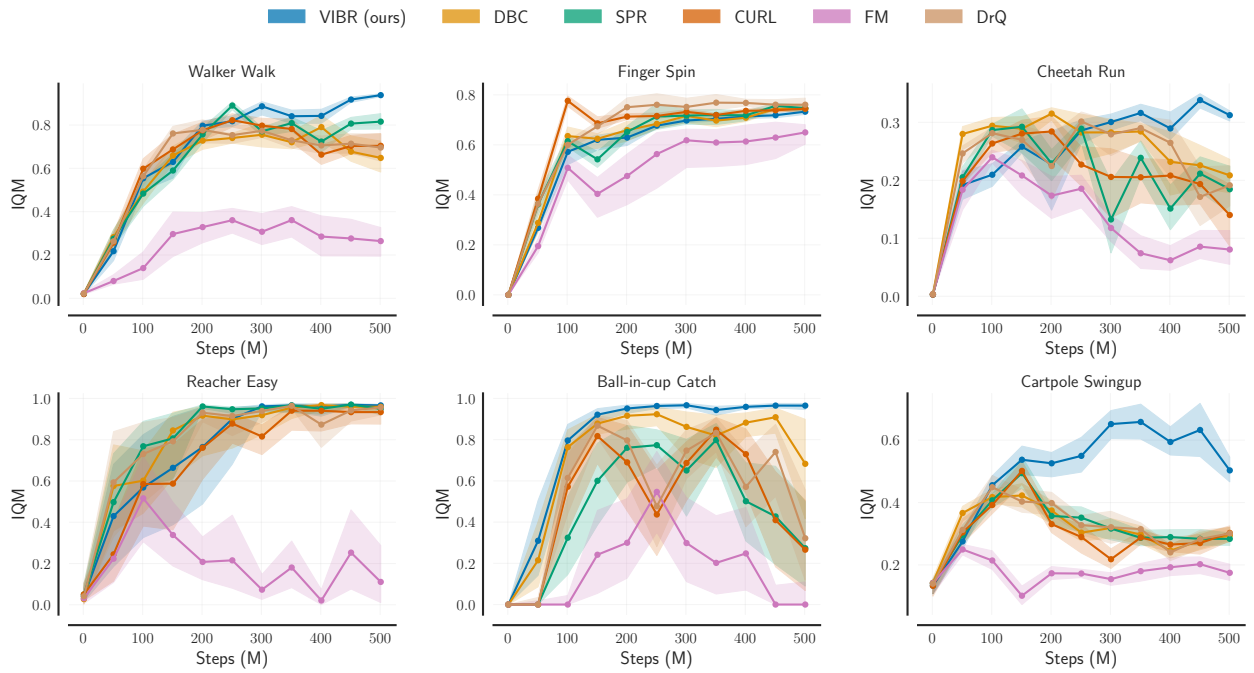 VIBR (ours) DBC SPR CURL FM DrQ
Walker Walk Finger Spin Cheetah Run
IQM 0.8 0.6 0.4 0.2 0.0
IQM 0.8 0.6 0.4 0.2 0.0
IQM 0.3 0.2 0.1 0.0
0 100 200 300 400 500 0 100 200 300 400 500 0 100 200 300 400 500
Steps (M) Steps (M) Steps (M)
Reacher Easy Ball-in-cup Catch Cartpole Swingup
IQM 1.0 0.8 0.6 0.4 0.2 0.0
IQM 1.0 0.8 0.6 0.4 0.2 0.0
IQM 0.6 0.4 0.2
0 100 200 300 400 500 0 100 200 300 400 500 0 100 200 300 400 500
Steps (M) Steps (M) Steps (M)